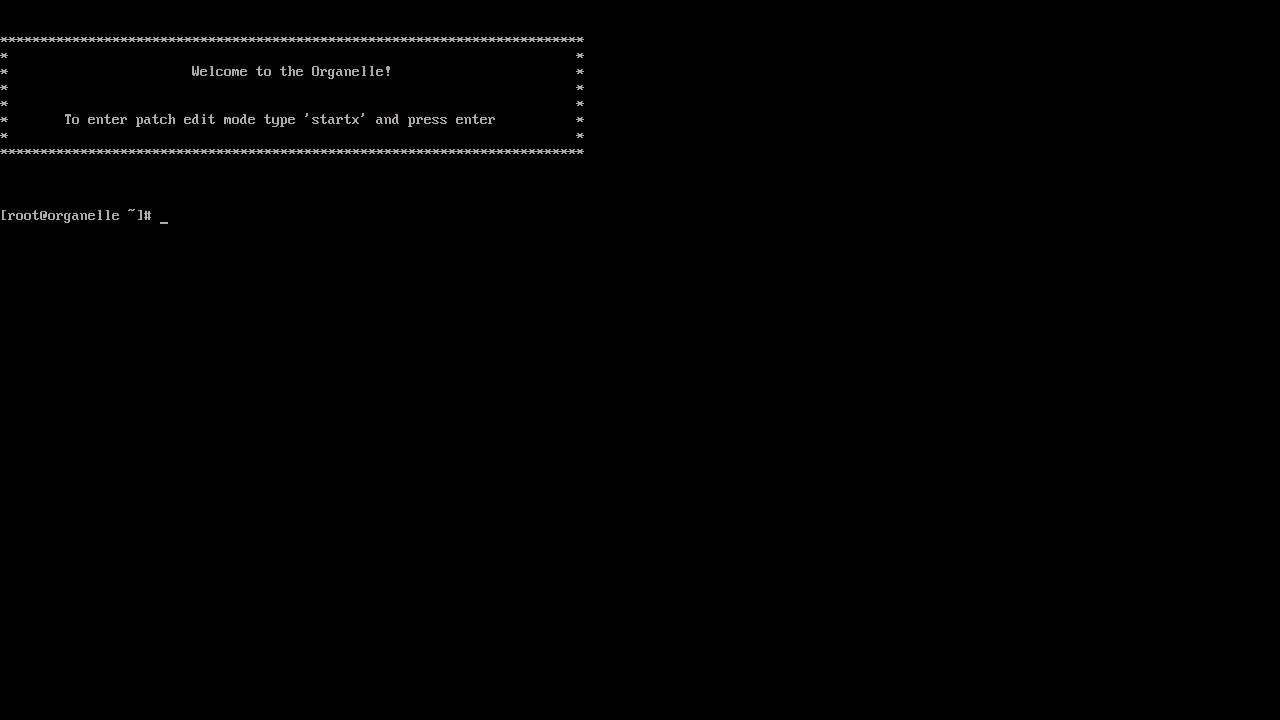 *************************************************************************
* *
* Welcome to the Organelle! *
* *
* *
* To enter patch edit mode type 'startx' and press enter *
* *
*************************************************************************
[root@organelle ~]# _